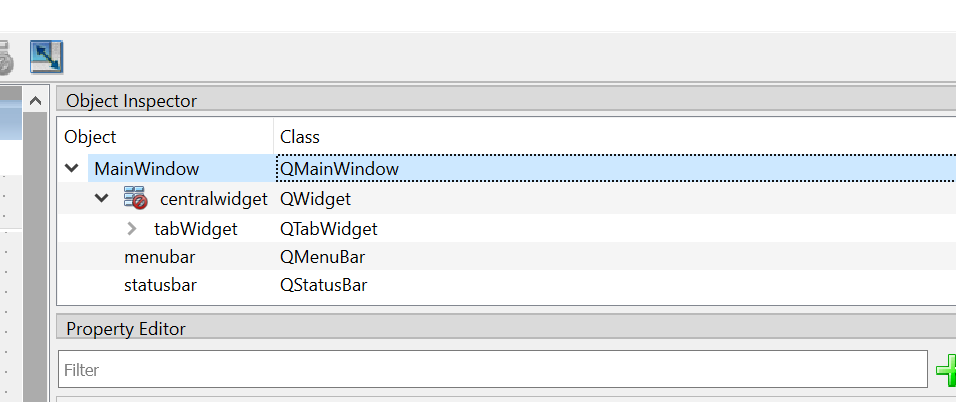 Object Inspector
Object Class
MainWindow QMainWindow
centralwidget QWidget
tabWidget QTabWidget
menubar QMenuBar
statusbar QStatusBar
Property Editor
Filter